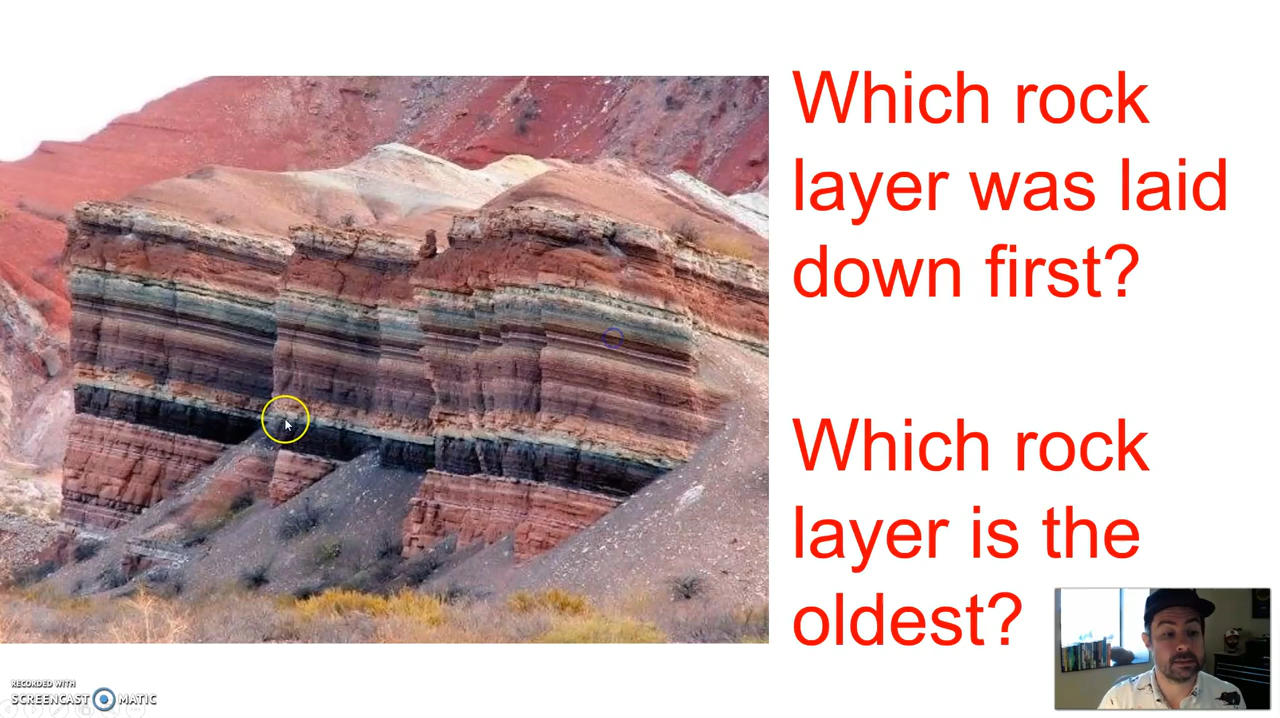 Which rock
layer was laid
down first?
Which rock
layer is the
oldest?
RECORDED WITH
SCREENCAST MATIC